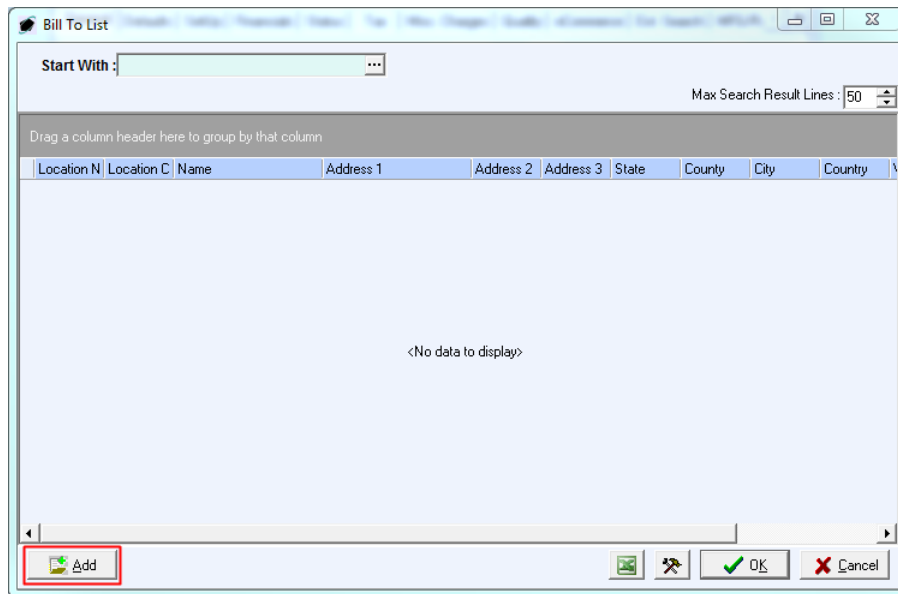 Bill To List
Start With :
...
Max Search Result Lines : 50
Drag a column header here to group by that column
Location N Location C Name Address 1 Address 2 Address 3 State County City Country
<No data to display>
Add OK Cancel